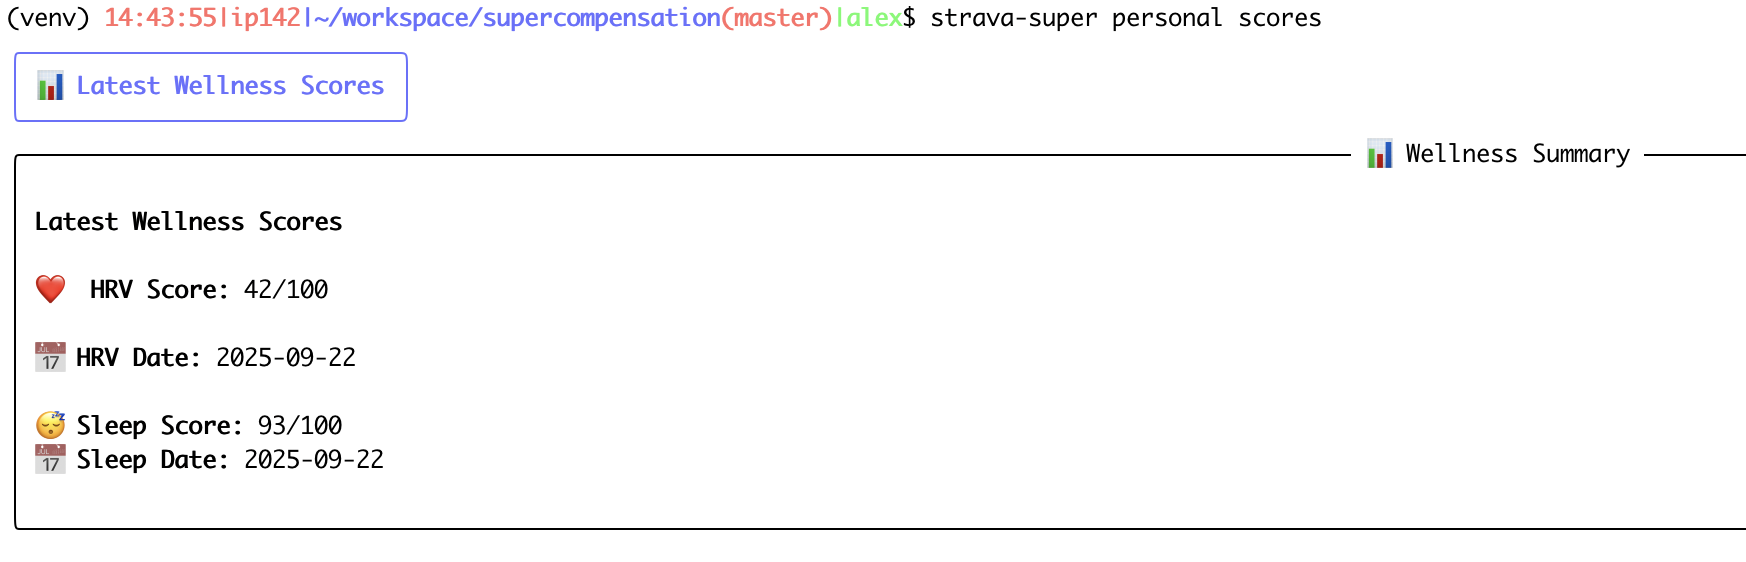 (venv) 14:43:55|ip142|~/workspace/supercompensation(master)|alex$ strava-super personal scores
📊 Latest Wellness Scores
📊 Wellness Summary
Latest Wellness Scores
❤️ HRV Score: 42/100
📅 HRV Date: 2025-09-22
😴 Sleep Score: 93/100
📅 Sleep Date: 2025-09-22